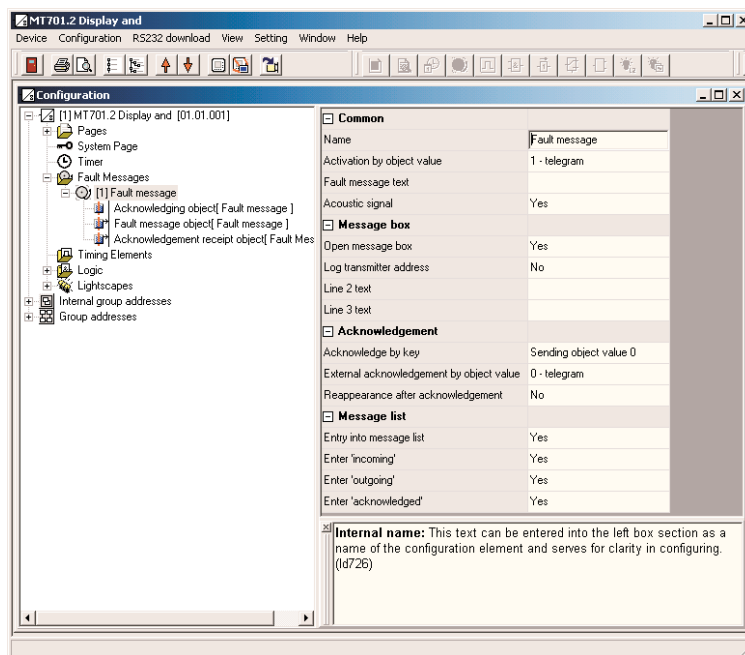 MT701.2 Display and
Device Configuration RS232 download View Setting Window Help
Configuration
[1] MT701.2 Display and [01.01.001]
Pages
System Page
Timer
Fault Messages
[1] Fault message
Acknowledging object[ Fault message ]
Fault message object[ Fault message ]
Acknowledgement receipt object[ Fault Mes
Timing Elements
Logic
Lightscapes
Internal group addresses
Group addresses
Common
Name Fault message
Activation by object value 1 - telegram
Fault message text
Acoustic signal Yes
Message box
Open message box Yes
Log transmitter address No
Line 2 text
Line 3 text
Acknowledgement
Acknowledge by key Sending object value 0
External acknowledgement by object value 0 - telegram
Reappearance after acknowledgement No
Message list
Entry into message list Yes
Enter 'incoming' Yes
Enter 'outgoing' Yes
Enter 'acknowledged' Yes
Internal name: This text can be entered into the left box section as a
name of the configuration element and serves for clarity in configuring.
(Id726)